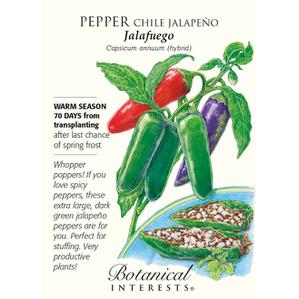 PEPPER CHILE JALAPEÑO
Jalafuego
Capsicum annuum (hybrid)
WARM SEASON
70 DAYS from
transplanting
after last chance
of spring frost
Whopper
poppers! If you
love spicy
peppers, these
extra large, dark
green jalapeño
peppers are for
you. Perfect for
stuffing. Very
productive
plants!
Botanical
INTERESTS®